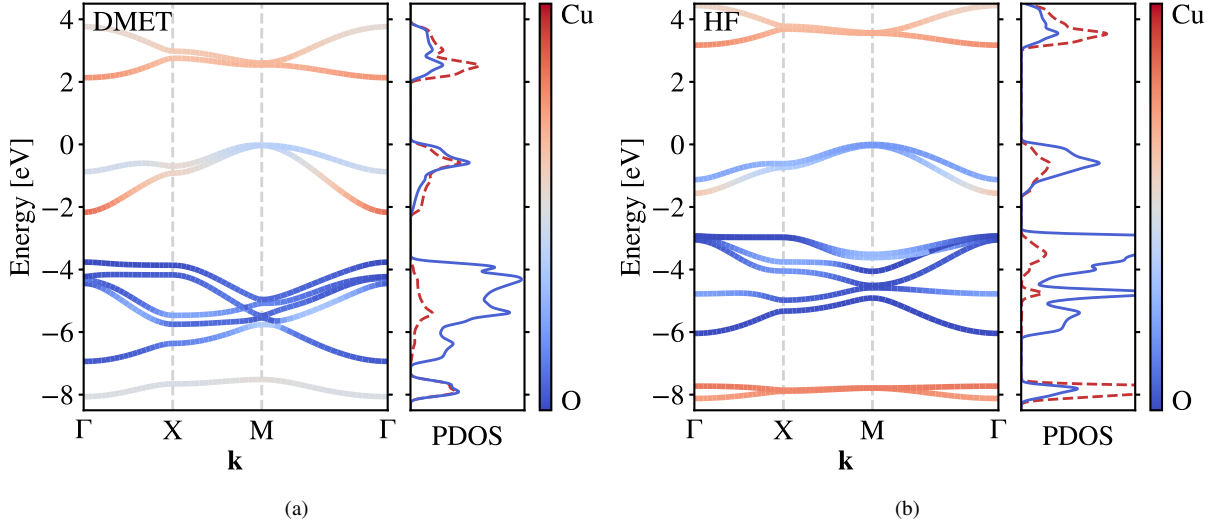 DMET
Energy [eV]
4
2
0
−2
−4
−6
−8
Γ
X
M
Γ
k
PDOS
Cu
O
(a)
HF
Energy [eV]
4
2
0
−2
−4
−6
−8
Γ
X
M
Γ
k
PDOS
Cu
O
(b)